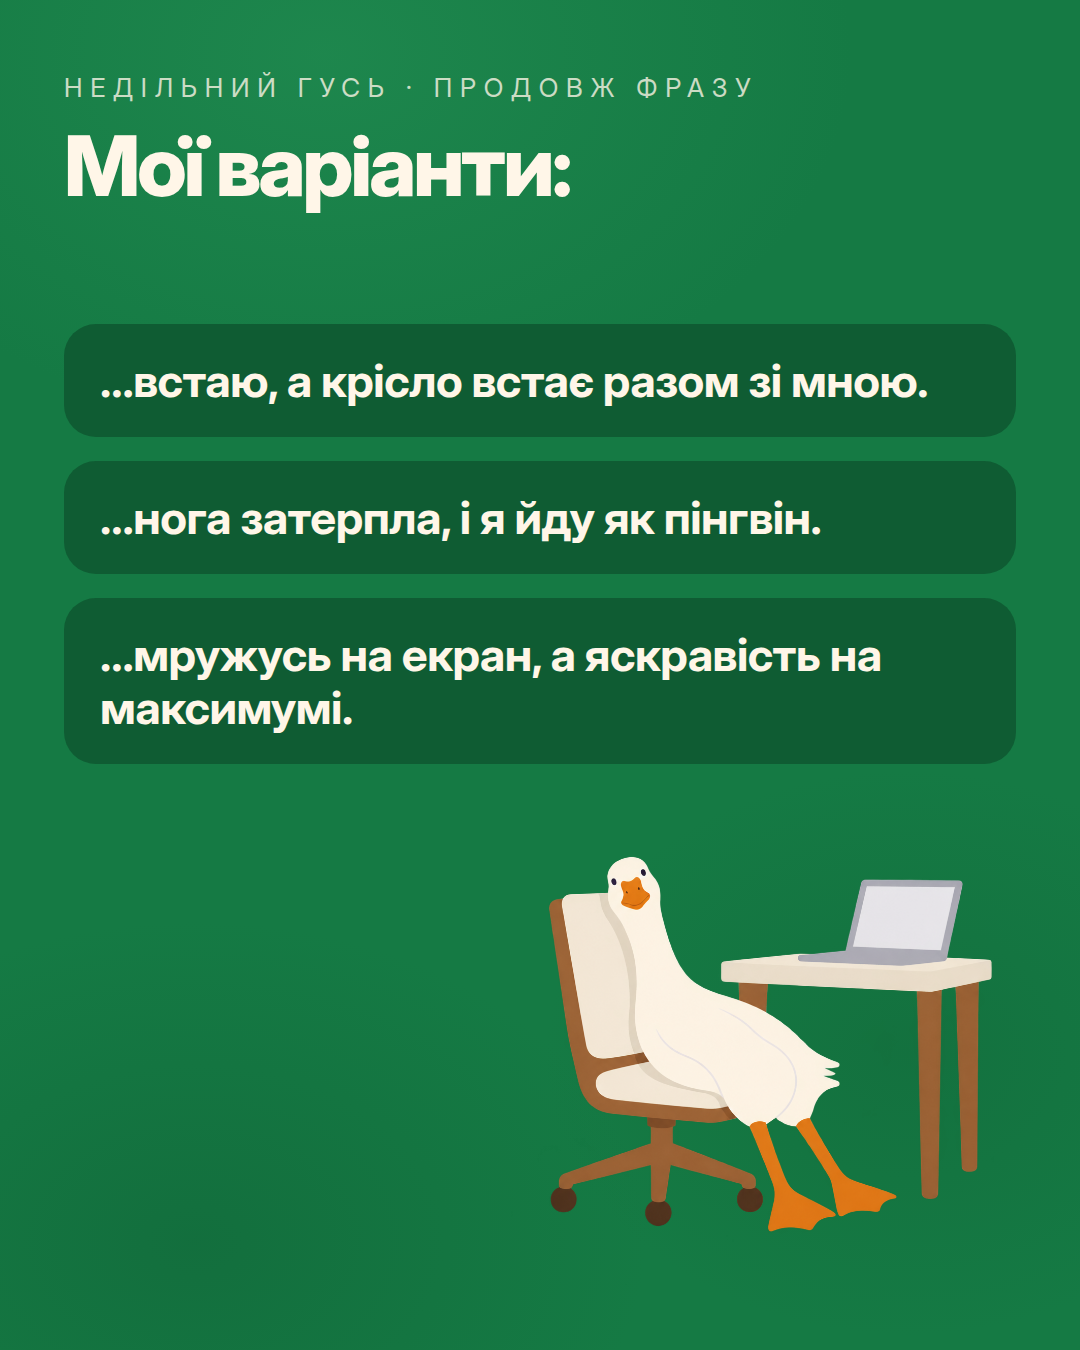 НЕДІЛЬНИЙ ГУСЬ · ПРОДОВЖ ФРАЗУ
Мої варіанти:
...встаю, а крісло встає разом зі мною.
...нога затерпла, і я йду як пінгвін.
...мружусь на екран, а яскравість на
максимумі.